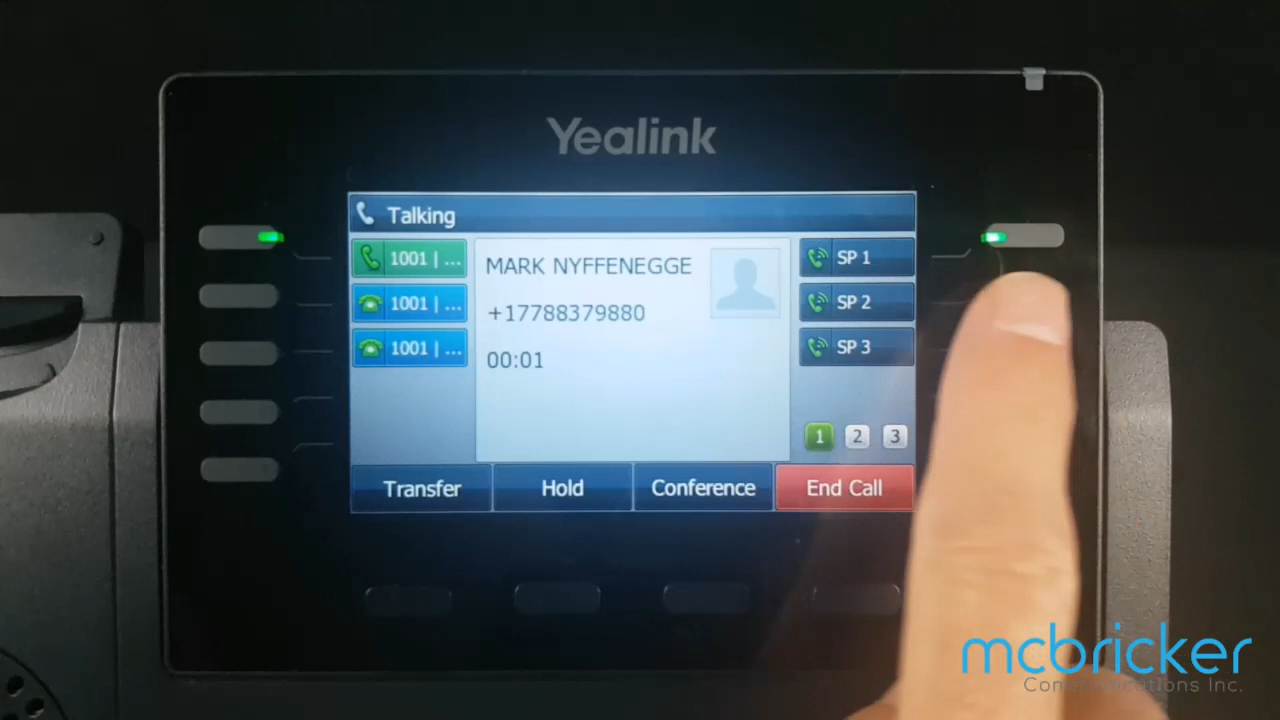 Yealink
Talking
1001 | ...
1001 | ...
1001 | ...
MARK NYFFENEGGE
+17788379880
00:01
SP 1
SP 2
SP 3
1 2 3
Transfer Hold Conference End Call
mcbricker
Communications Inc.